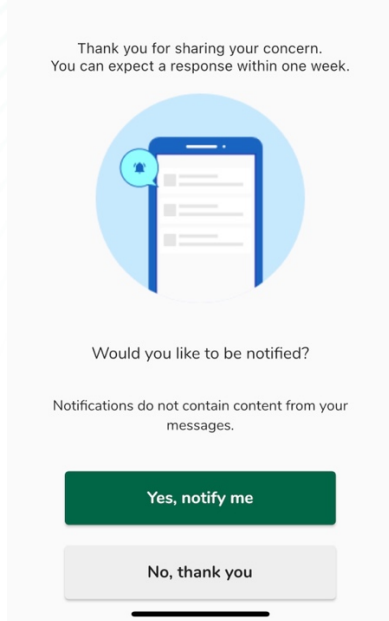 Thank you for sharing your concern.
You can expect a response within one week.
Would you like to be notified?
Notifications do not contain content from your
messages.
Yes, notify me
No, thank you